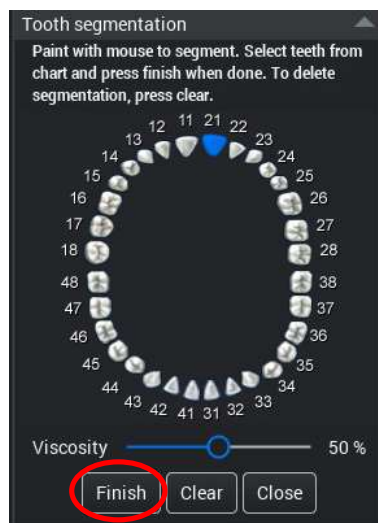 Tooth segmentation
Paint with mouse to segment. Select teeth from
chart and press finish when done. To delete
segmentation, press clear.
12 11 21 22
13 23
14 24
15 25
16 26
17 27
18 28
48 38
47 37
46 36
45 35
44 34
43 42 41 31 32 33
Viscosity 50 %
Finish Clear Close